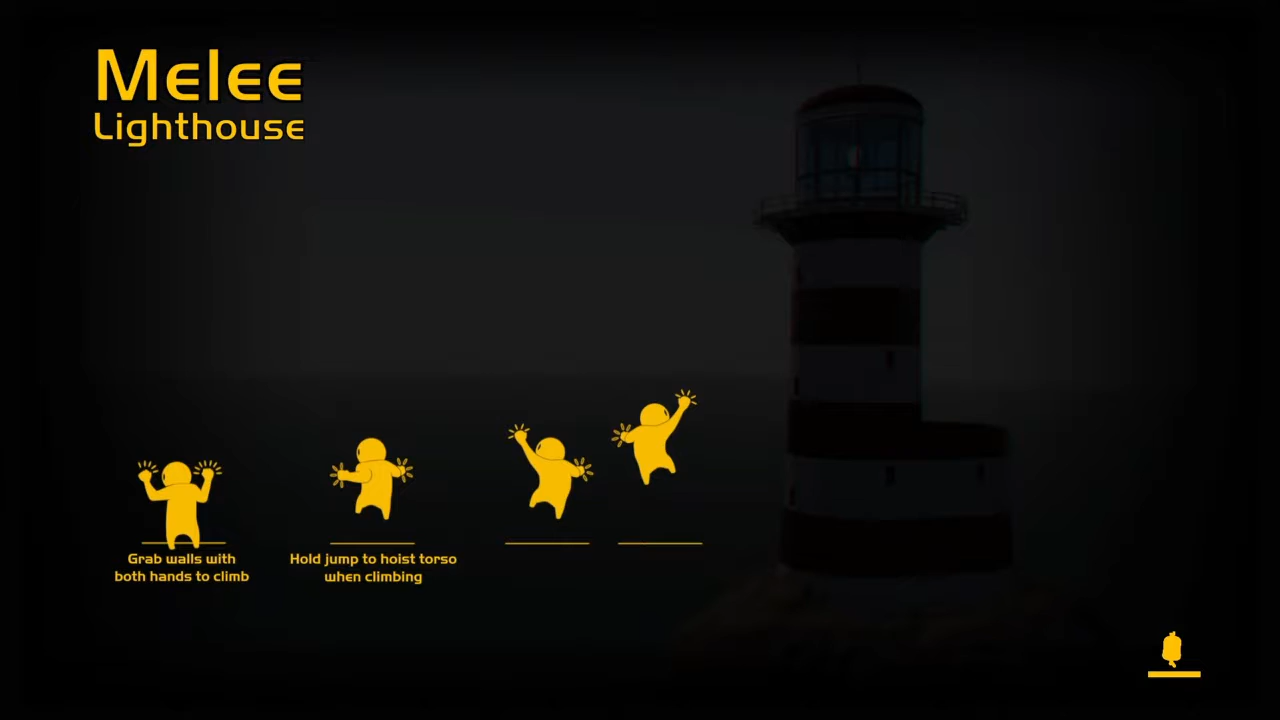 Melee
Lighthouse
Grab walls with
both hands to climb
Hold jump to hoist torso
when climbing